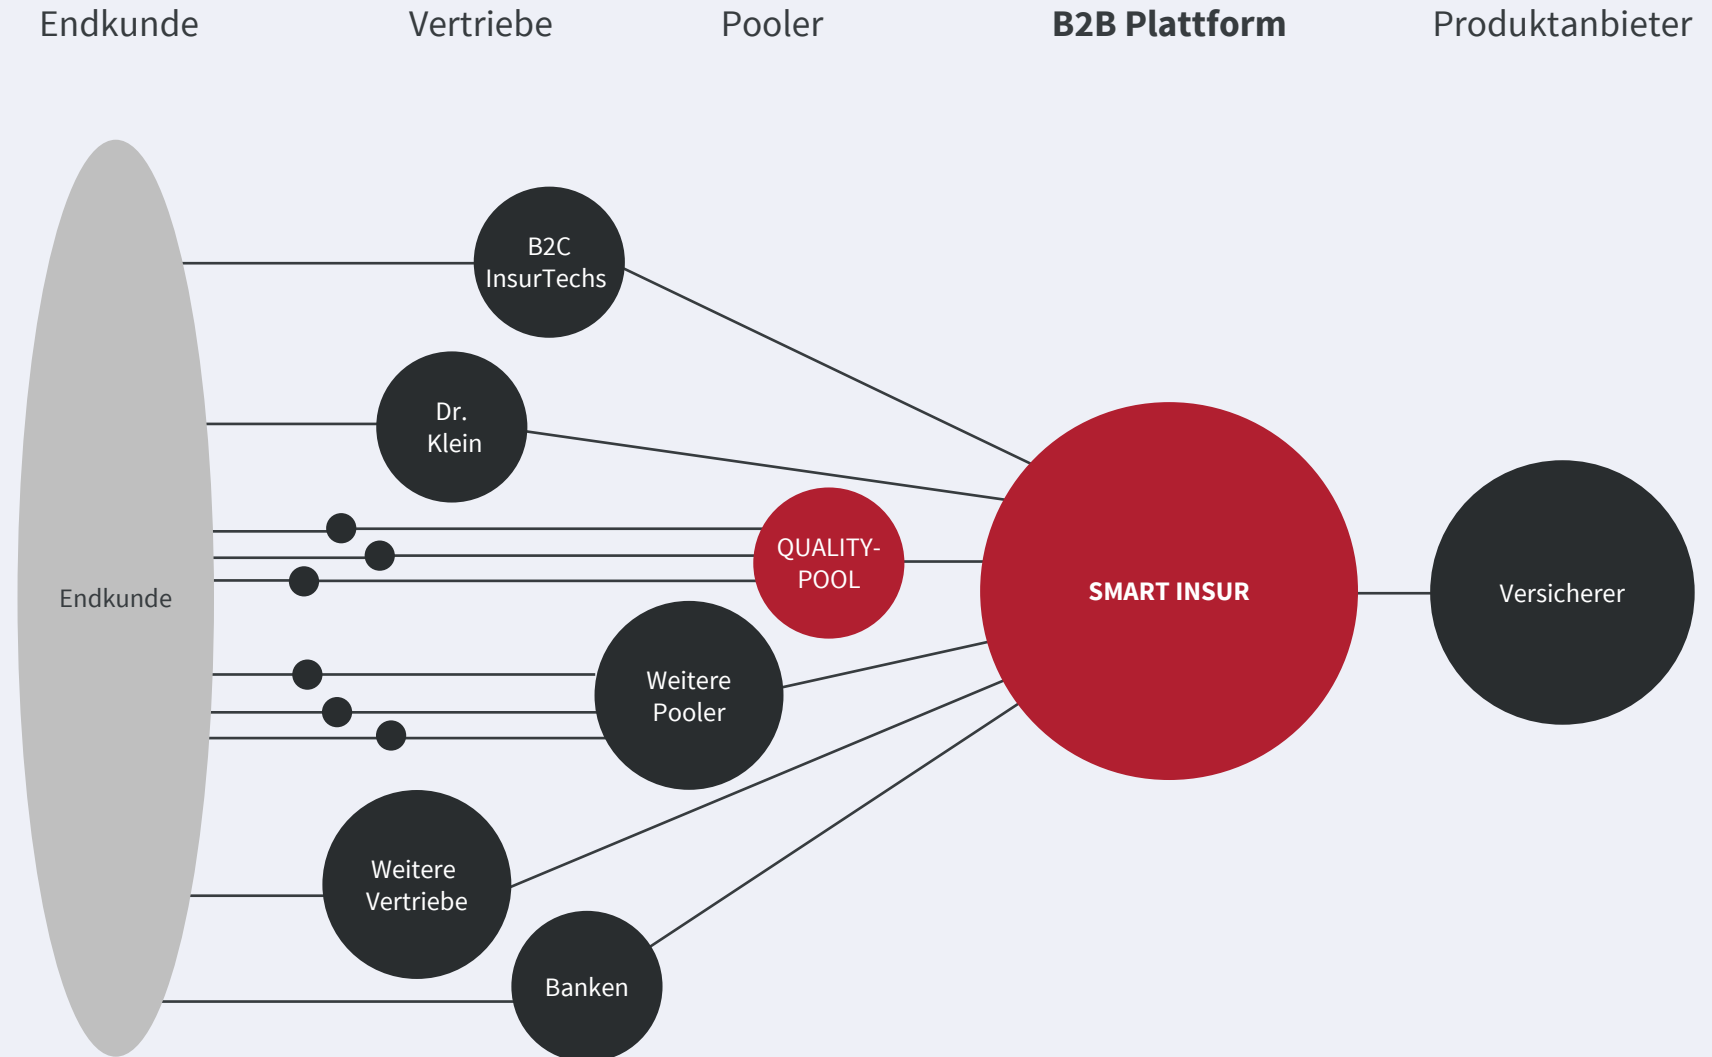 Endkunde
Vertriebe
Pooler
B2B Plattform
Produktanbieter
B2C
InsurTechs
Dr.
Klein
QUALITY-
POOL
Endkunde
SMART INSUR
Versicherer
Weitere
Pooler
Weitere
Vertriebe
Banken